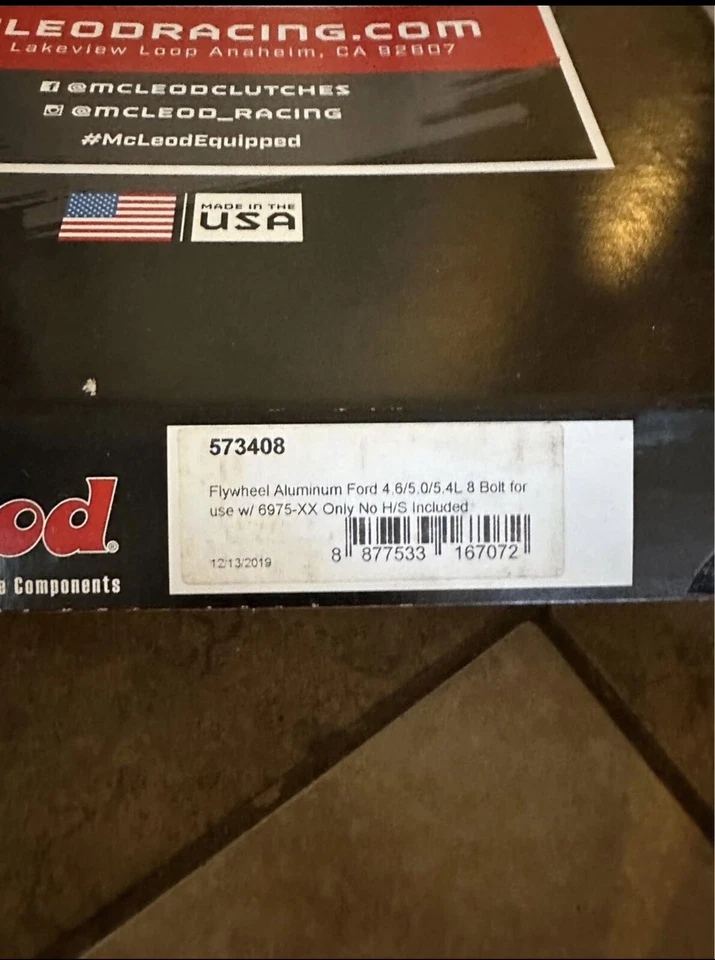 LEODRACING.COM
Lakeview Loop Anaheim, CA 92807
@MCLEODCLUTCHES
@MCLEOD_RACING
#McLeodEquipped
MADE IN THE
USA
573408
Flywheel Aluminum Ford 4.6/5.0/5.4L 8 Bolt for
use w/ 6975-XX Only No H/S Included
8 877533 167072
12/13/2019
od®
Components